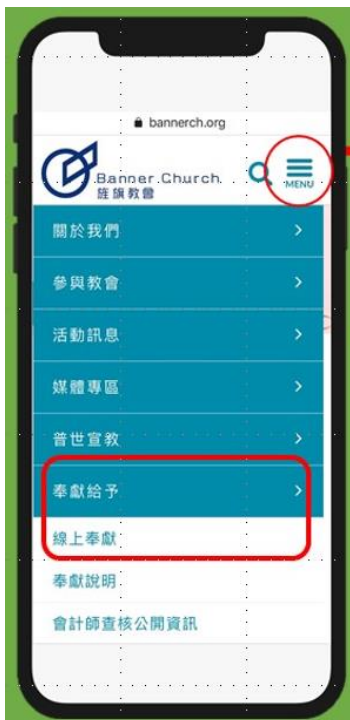 bannerch.org
Banner Church
旌旗教會
MENU
關於我們
參與教會
活動訊息
媒體專區
普世宣教
奉獻給予
線上奉獻
奉獻說明
會計師查核公開資訊